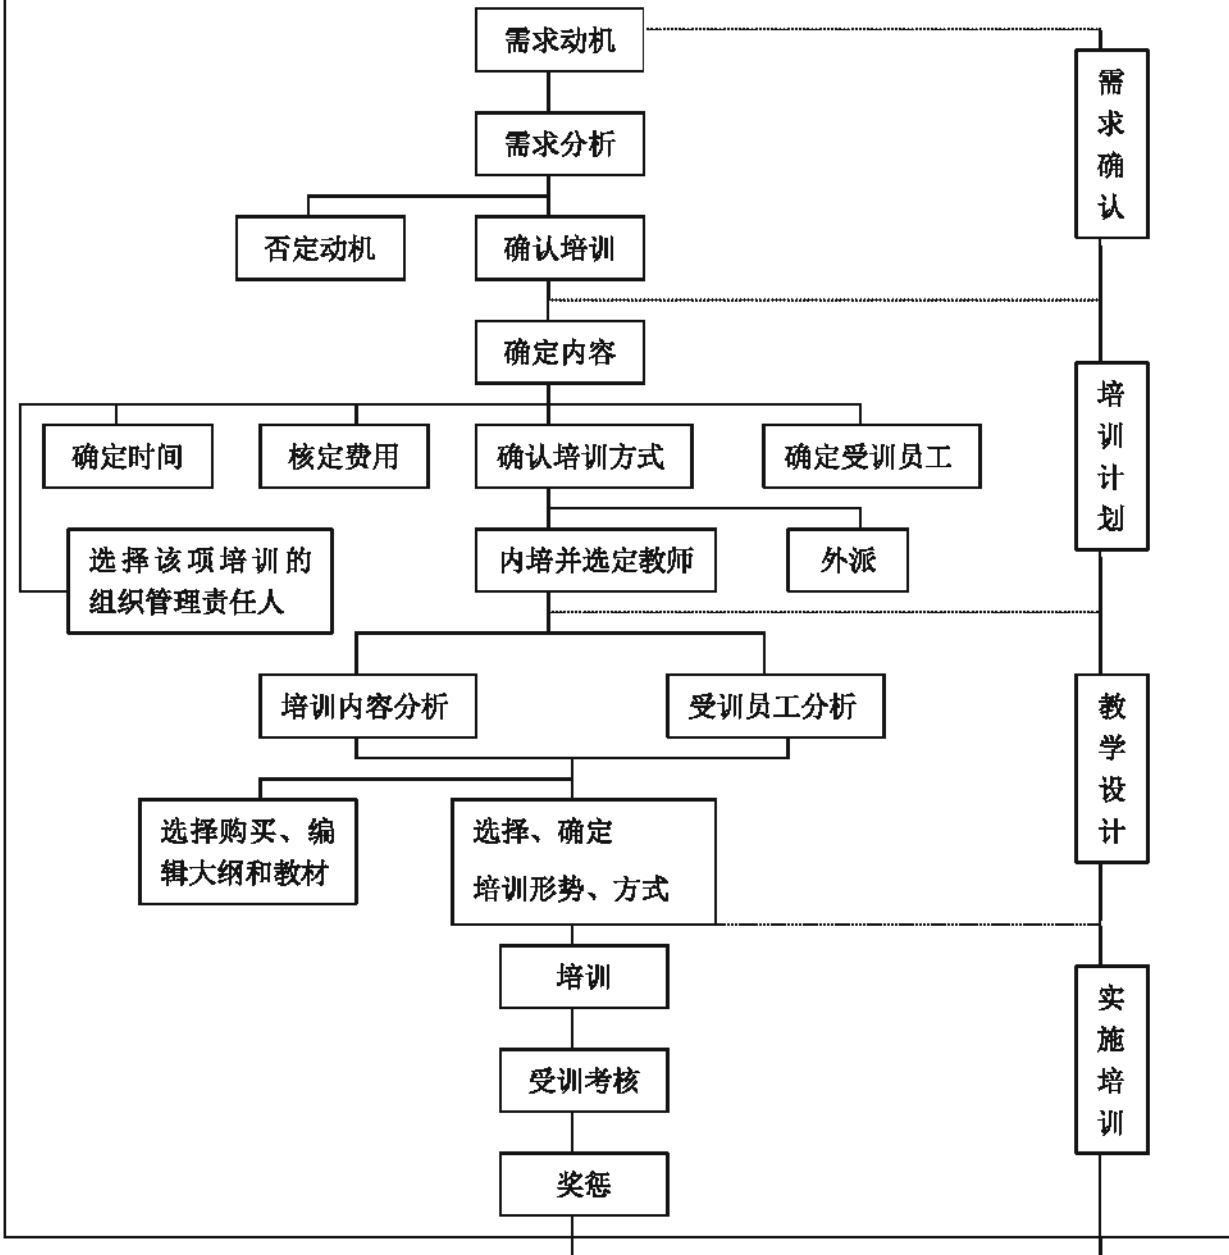 需求动机
需求分析
否定动机
确认培训
确定内容
确定时间
核定费用
确认培训方式
确定受训员工
选择该项培训的
组织管理责任人
内培并选定教师
外派
培训内容分析
受训员工分析
选择购买、编
辑大纲和教材
选择、确定
培训形势、方式
培训
受训考核
奖惩
需
求
确
认
培
训
计
划
教
学
设
计
实
施
培
训